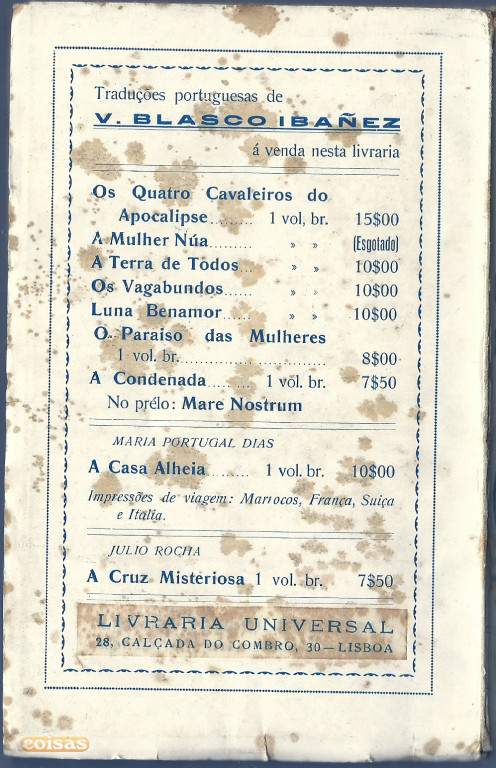 Traduções portuguesas de
V. BLASCO IBAÑEZ
á venda nesta livraria
Os Quatro Cavaleiros do
Apocalipse........ 1 vol, br. 15$00
A Mulher Núa......... » » (Esgotado)
A Terra de Todos... » » 10$00
Os Vagabundos...... » » 10$00
Luna Benamor...... » » 10$00
O Paraiso das Mulheres
1 vol. br............................... 8$00
A Condenada......... 1 vol. br. 7$50
No prélo: Mare Nostrum
MARIA PORTUGAL DIAS
A Casa Alheia......... 1 vol. br. 10$00
Impressões de viagem: Marrocos, França, Suiça
e Italia.
JULIO ROCHA
A Cruz Misteriosa 1 vol. br. 7$50
LIVRARIA UNIVERSAL
28, CALÇADA DO COMBRO, 30—LISBOA
coisas